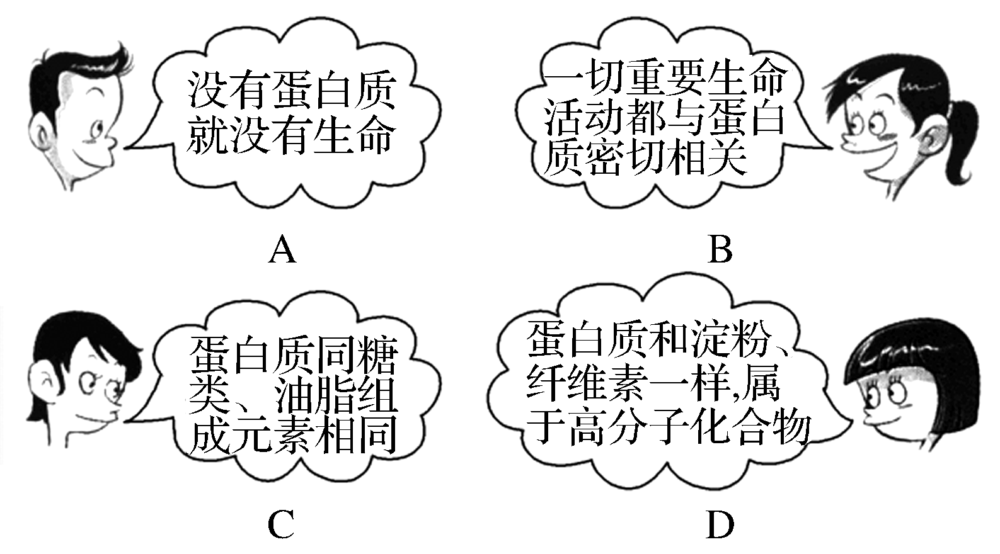 没有蛋白质
就没有生命
A
一切重要生命
活动都与蛋白
质密切相关
B
蛋白质同糖
类、油脂组
成元素相同
C
蛋白质和淀粉、
纤维素一样,属
于高分子化合物
D